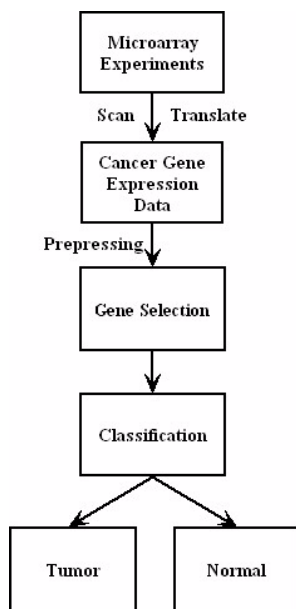 Microarray
Experiments
Scan Translate
Cancer Gene
Expression
Data
Prepressing
Gene Selection
Classification
Tumor Normal